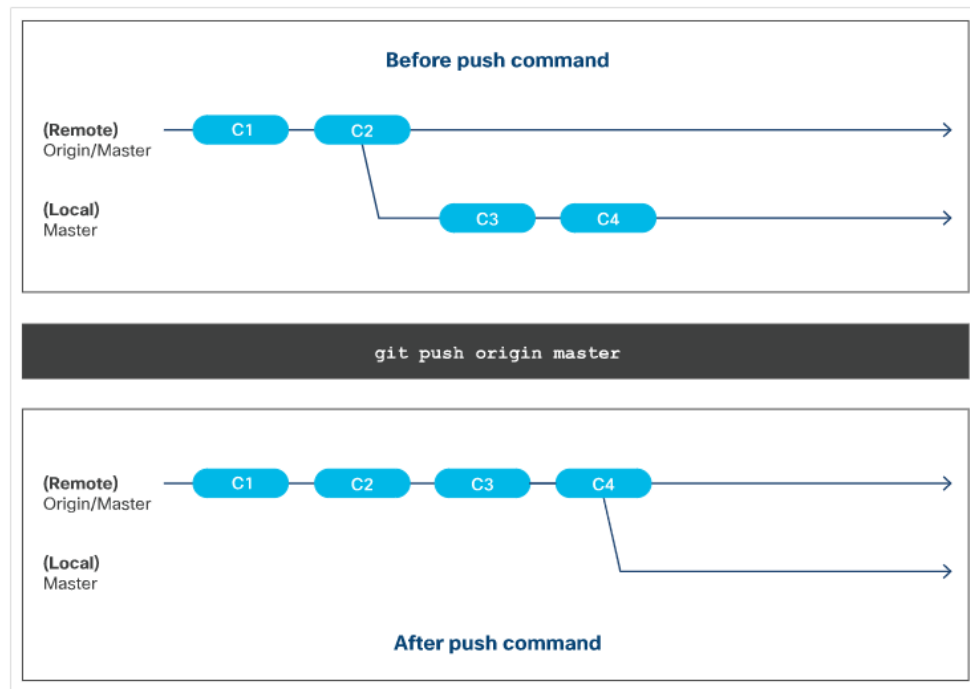 Before push command
(Remote)
Origin/Master
C1
C2
(Local)
Master
C3
C4
git push origin master
(Remote)
Origin/Master
C1
C2
C3
C4
(Local)
Master
After push command